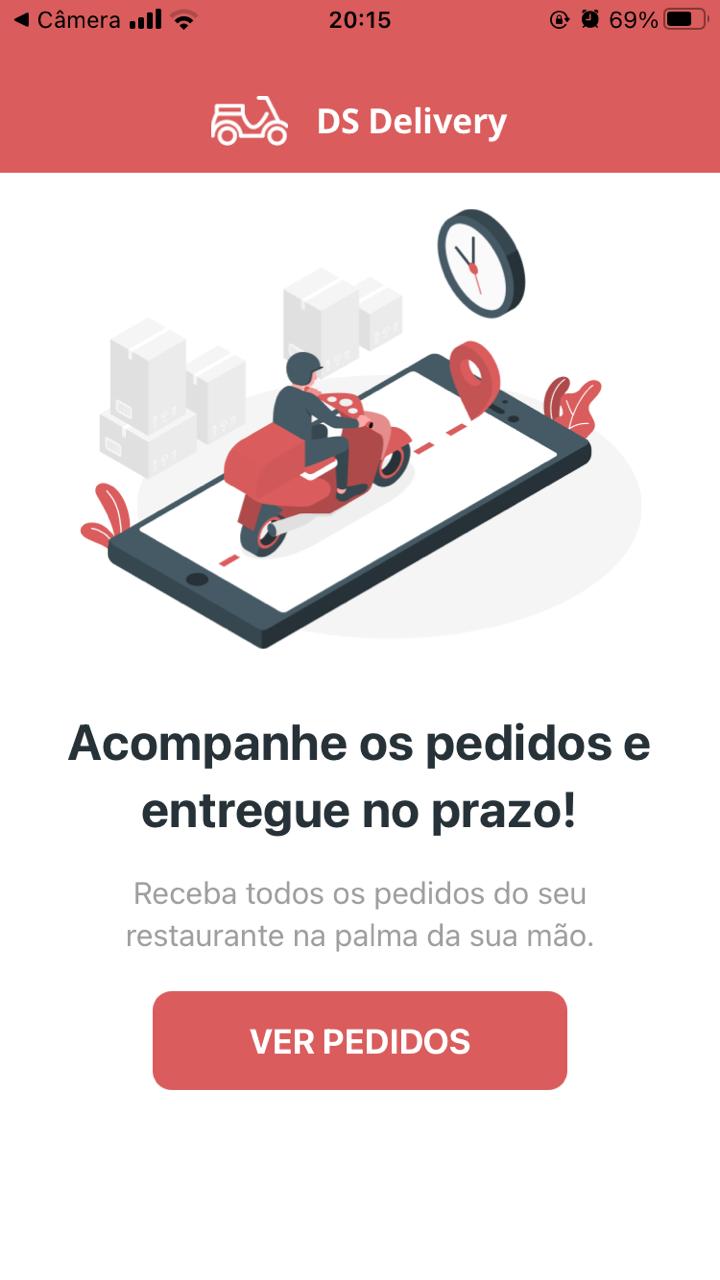 Câmera
20:15
69%
DS Delivery
Acompanhe os pedidos e
entregue no prazo!
Receba todos os pedidos do seu
restaurante na palma da sua mão.
VER PEDIDOS